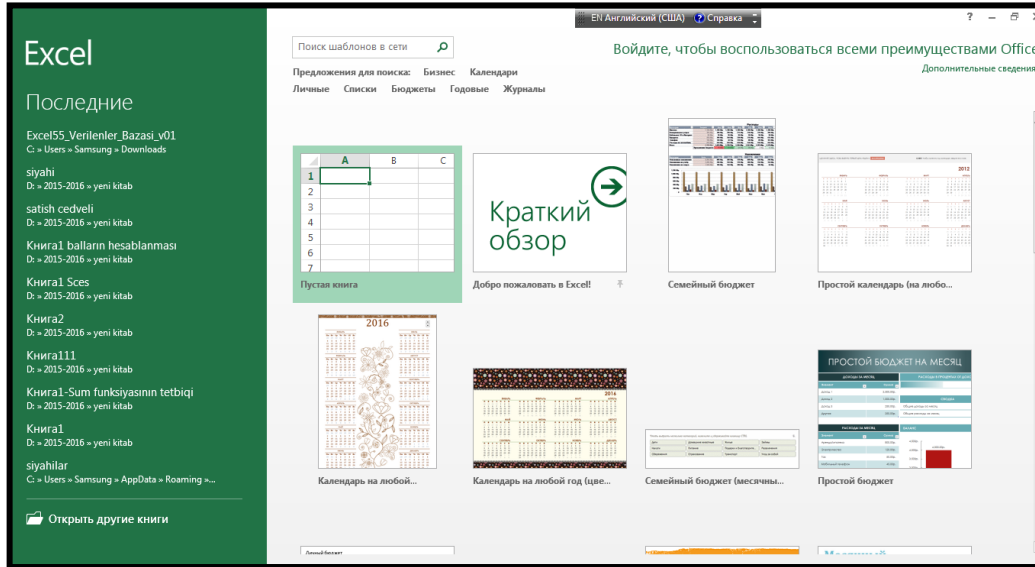 EN Английский (США) Справка
?
Excel
Последние
Excel55_Verilenler_Bazasi_v01
C: » Users » Samsung » Downloads
siyahi
D: » 2015-2016 » yeni kitab
satish cedveli
D: » 2015-2016 » yeni kitab
Книга1 balların hesablanması
D: » 2015-2016 » yeni kitab
Книга1 Sces
D: » 2015-2016 » yeni kitab
Книга2
D: » 2015-2016 » yeni kitab
Книга111
D: » 2015-2016 » yeni kitab
Книга1-Sum funksiyasının tetbiqi
D: » 2015-2016 » yeni kitab
Книга1
D: » 2015-2016 » yeni kitab
siyahilar
C: » Users » Samsung » AppData » Roaming »...
Открыть другие книги
Поиск шаблонов в сети
Войдите, чтобы воспользоваться всеми преимуществами Office
Дополнительные сведения
Предложения для поиска: Бизнес Календари
Личные Списки Бюджеты Годовые Журналы
A B C
1
2
3
4
5
6
7
Пустая книга
Краткий
обзор
Добро пожаловать в Excel!
Семейный бюджет
2012
Простой календарь (на любо...
2016
Календарь на любой...
2016
Календарь на любой год (цве...
Семейный бюджет (месячны...
ПРОСТОЙ БЮДЖЕТ НА МЕСЯЦ
Простой бюджет